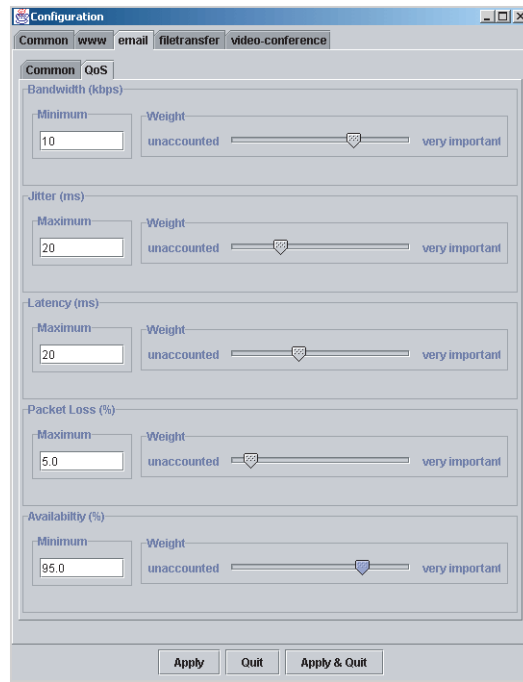 Configuration
Common www email filetransfer video-conference
Common QoS
Bandwidth (kbps)
Minimum
Weight
10
unaccounted
very important
Jitter (ms)
Maximum
Weight
20
unaccounted
very important
Latency (ms)
Maximum
Weight
20
unaccounted
very important
Packet Loss (%)
Maximum
Weight
5.0
unaccounted
very important
Availabiltiy (%)
Minimum
Weight
95.0
unaccounted
very important
Apply Quit Apply & Quit